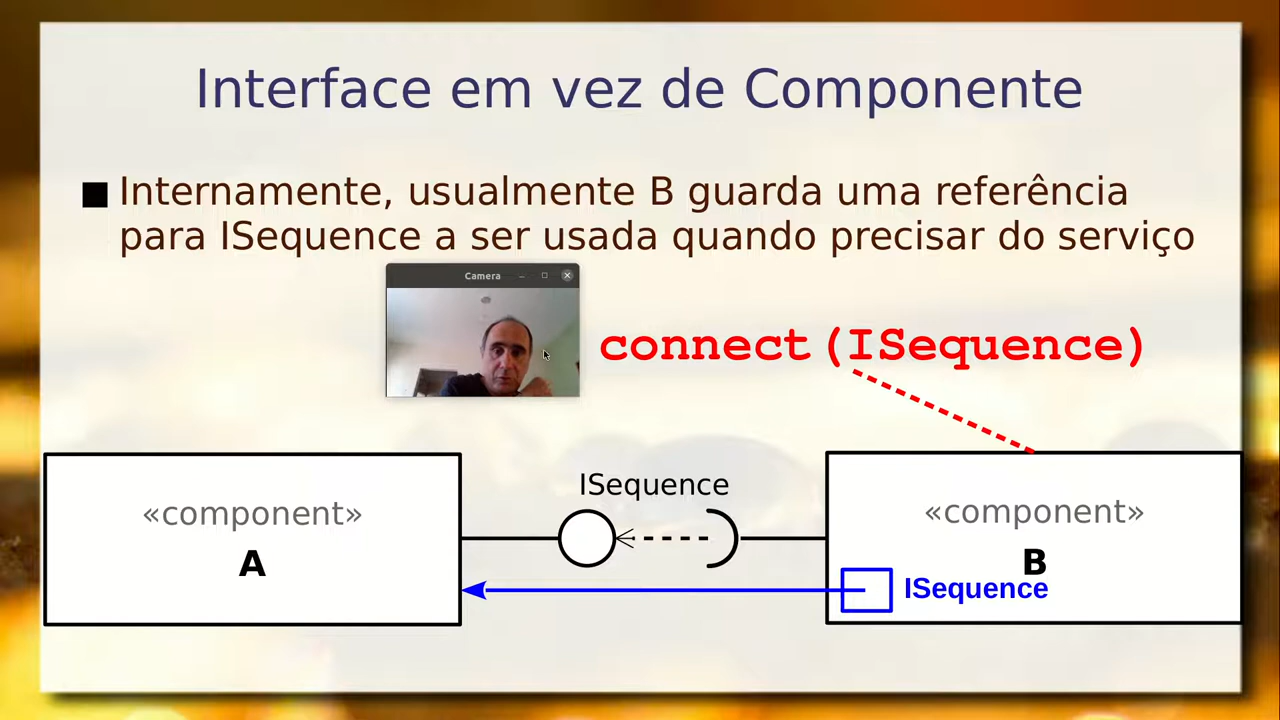 Interface em vez de Componente
Internamente, usualmente B guarda uma referência
para ISequence a ser usada quando precisar do serviço
Camera
connect(ISequence)
ISequence
«component»
A
«component»
B
ISequence